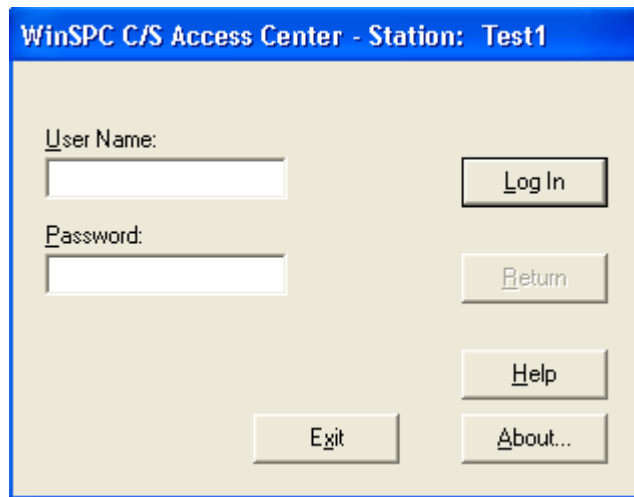 WinSPC C/S Access Center - Station: Test1
User Name:
Log In
Password:
Return
Help
Exit
About...